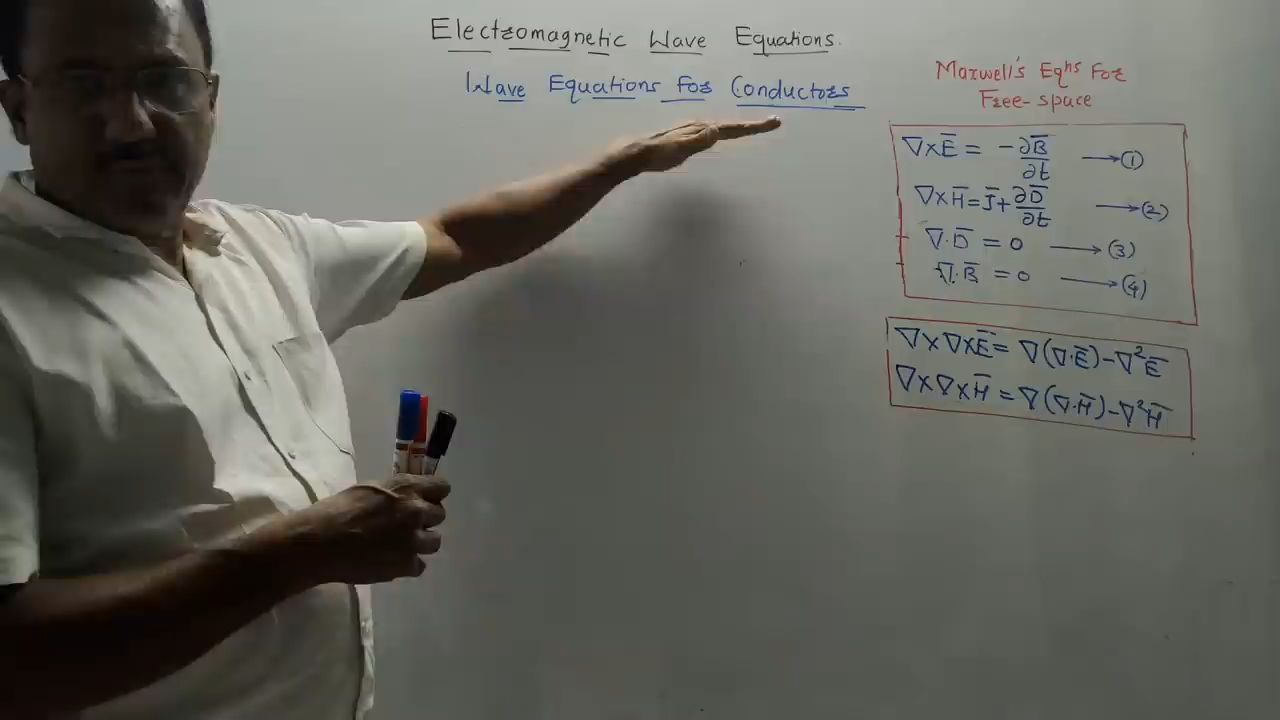 Electromagnetic Wave Equations.
Wave Equations For Conductors
Maxwell's Eqns For
Free-space
∇×E̅ = -∂B̅/∂t → (1)
∇×H̅ = J̅+∂D̅/∂t → (2)
∇.D̅ = 0 → (3)
∇.B̅ = 0 → (4)
∇×∇×E̅ = ∇(∇.E̅)-∇²E̅
∇×∇×H̅ = ∇(∇.H̅)-∇²H̅